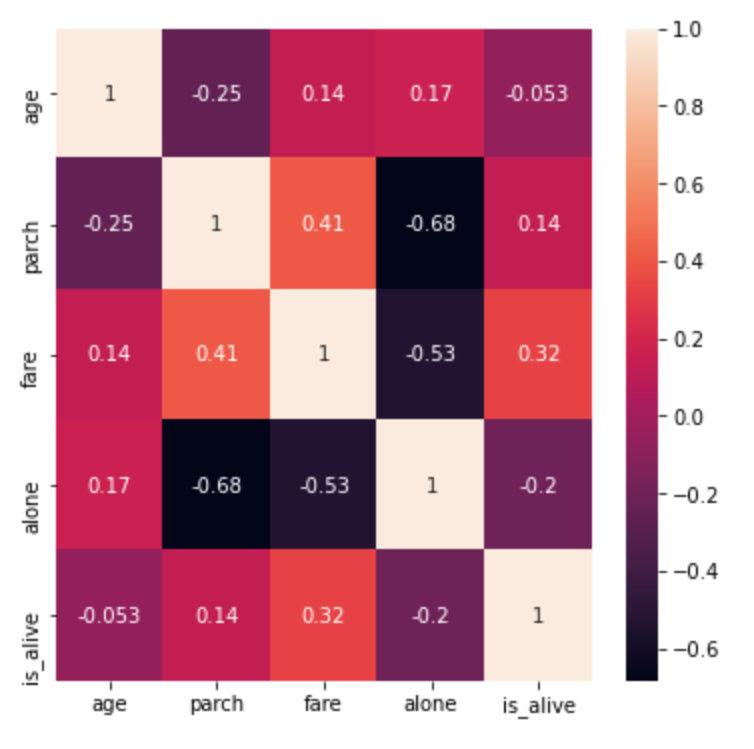 1.0
age 1 -0.25 0.14 0.17 -0.053
0.8
0.6
parch -0.25 1 0.41 -0.68 0.14
0.4
fare 0.14 0.41 1 -0.53 0.32
0.2
0.0
alone 0.17 -0.68 -0.53 1 -0.2
−0.2
−0.4
is_alive -0.053 0.14 0.32 -0.2 1
−0.6
age parch fare alone is_alive